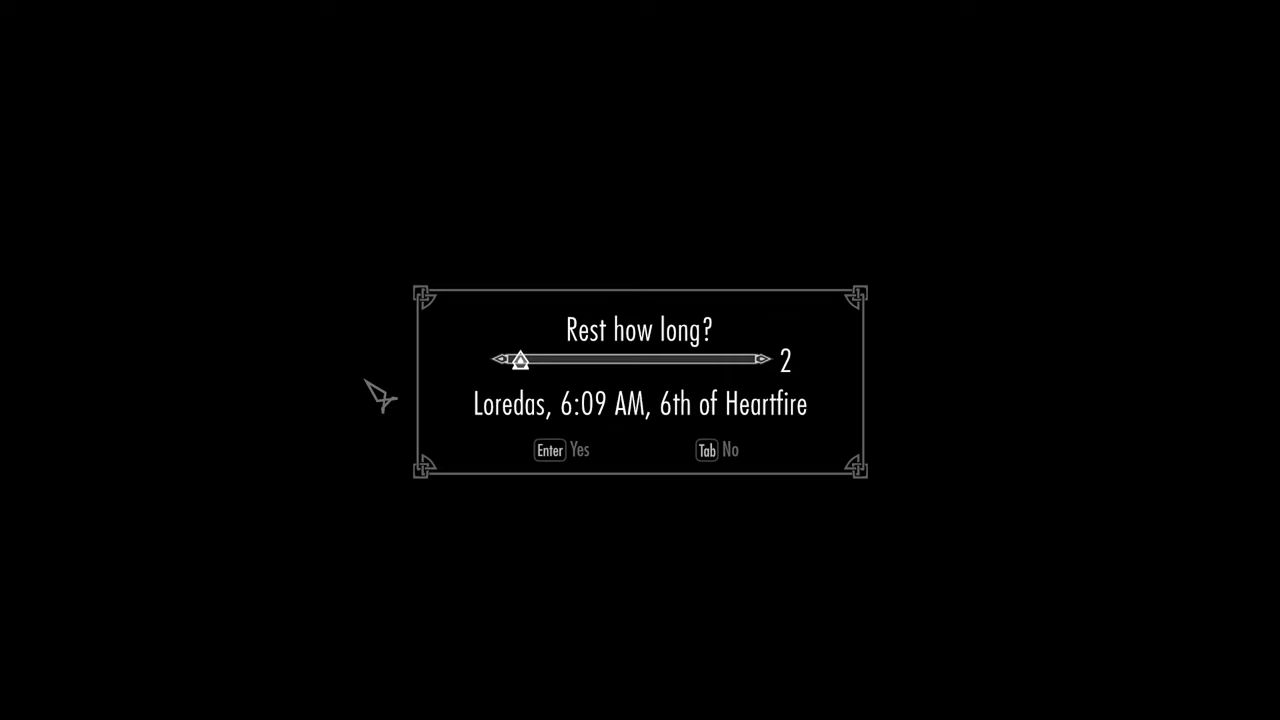 Rest how long?
2
Loredas, 6:09 AM, 6th of Heartfire
Enter Yes Tab No